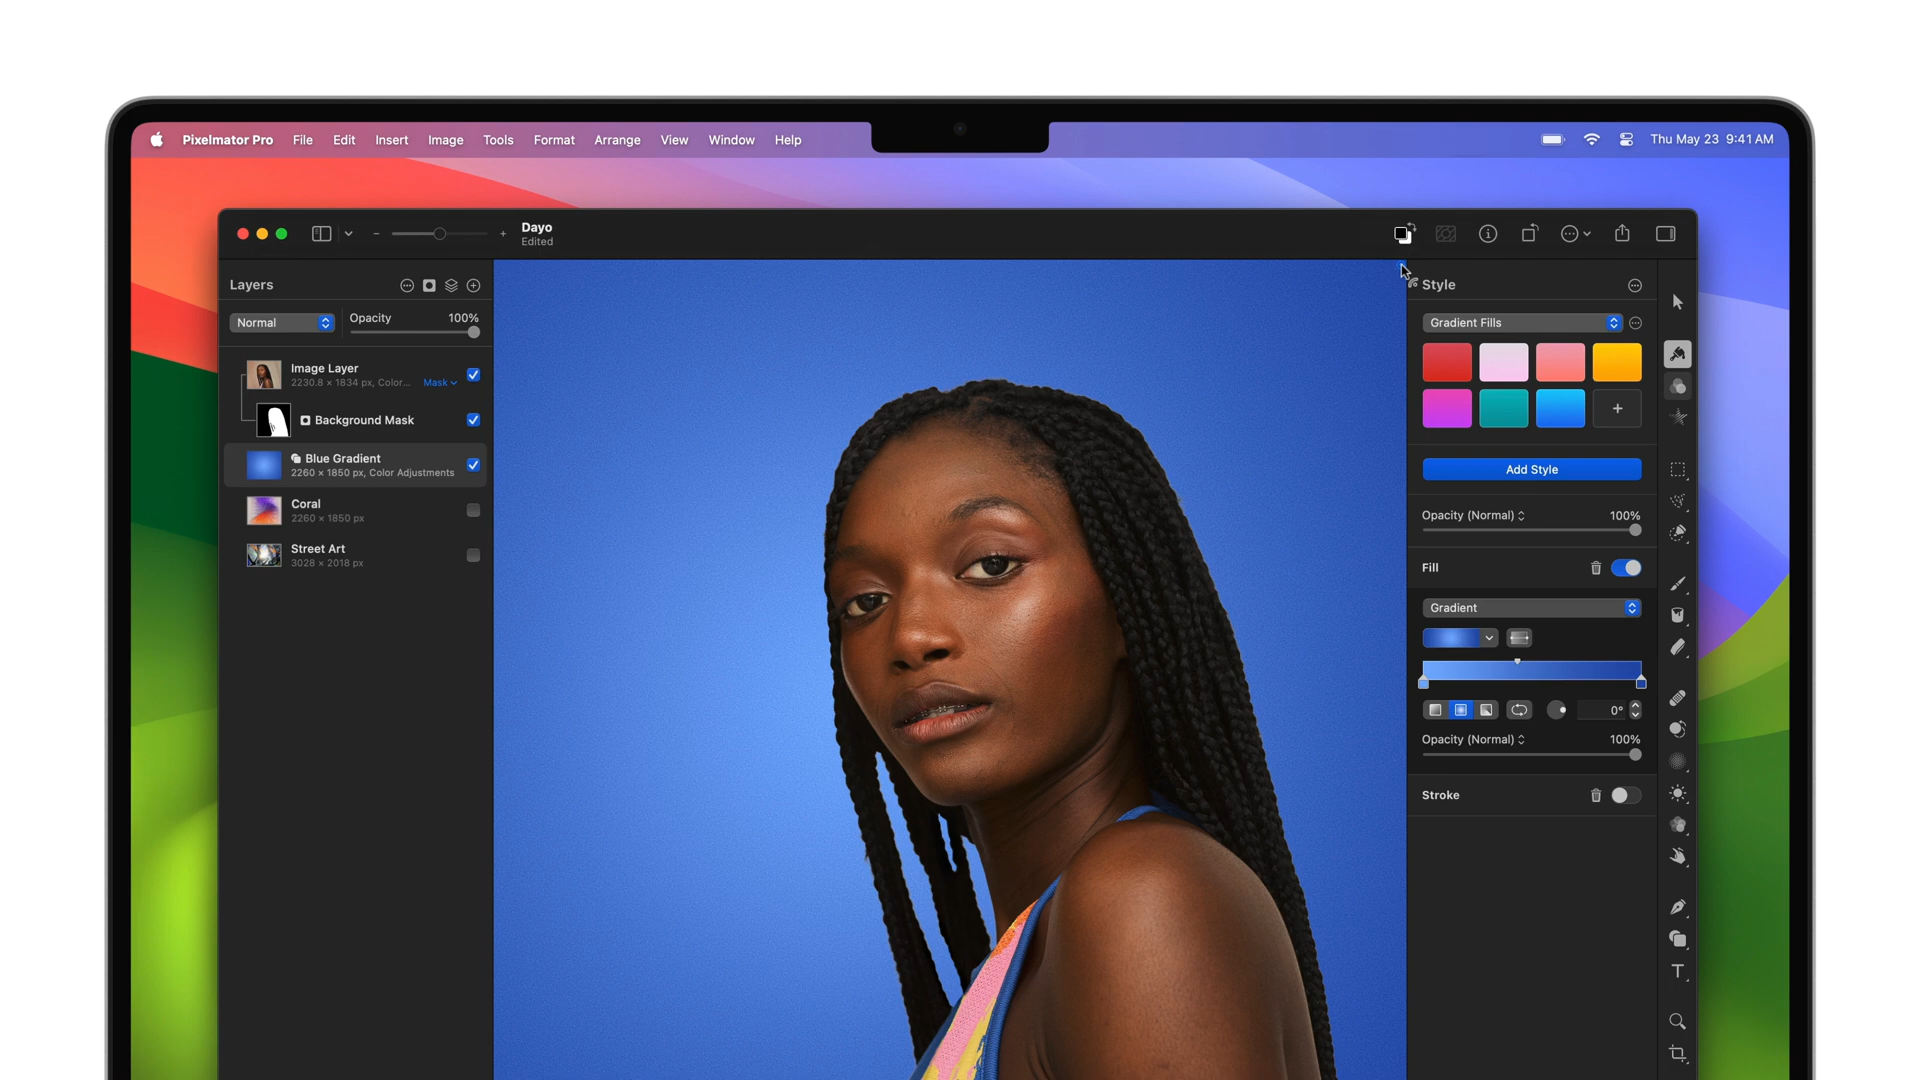 Pixelmator Pro File Edit Insert Image Tools Format Arrange View Window Help Thu May 23 9:41 AM
Dayo
Edited
Layers
Normal Opacity 100%
Image Layer
2230.8 × 1834 px, Color... Mask
Background Mask
Blue Gradient
2260 × 1850 px, Color Adjustments
Coral
2260 × 1850 px
Street Art
3028 × 2018 px
Style
Gradient Fills
+
Add Style
Opacity (Normal) 100%
Fill
Gradient
0°
Opacity (Normal) 100%
Stroke